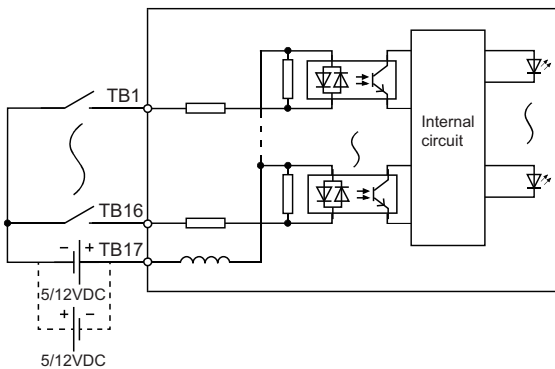 TB1
Internal
circuit
TB16
TB17
− +
5/12VDC
+ −
5/12VDC